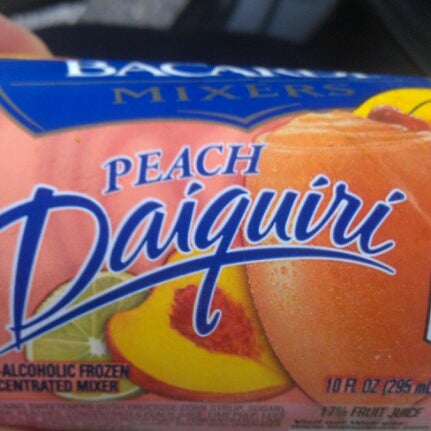 BACARDI
MIXERS
PEACH
Daiquiri
-ALCOHOLIC FROZEN
CENTRATED MIXER
10 FL OZ (295 mL
17% FRUIT JUICE